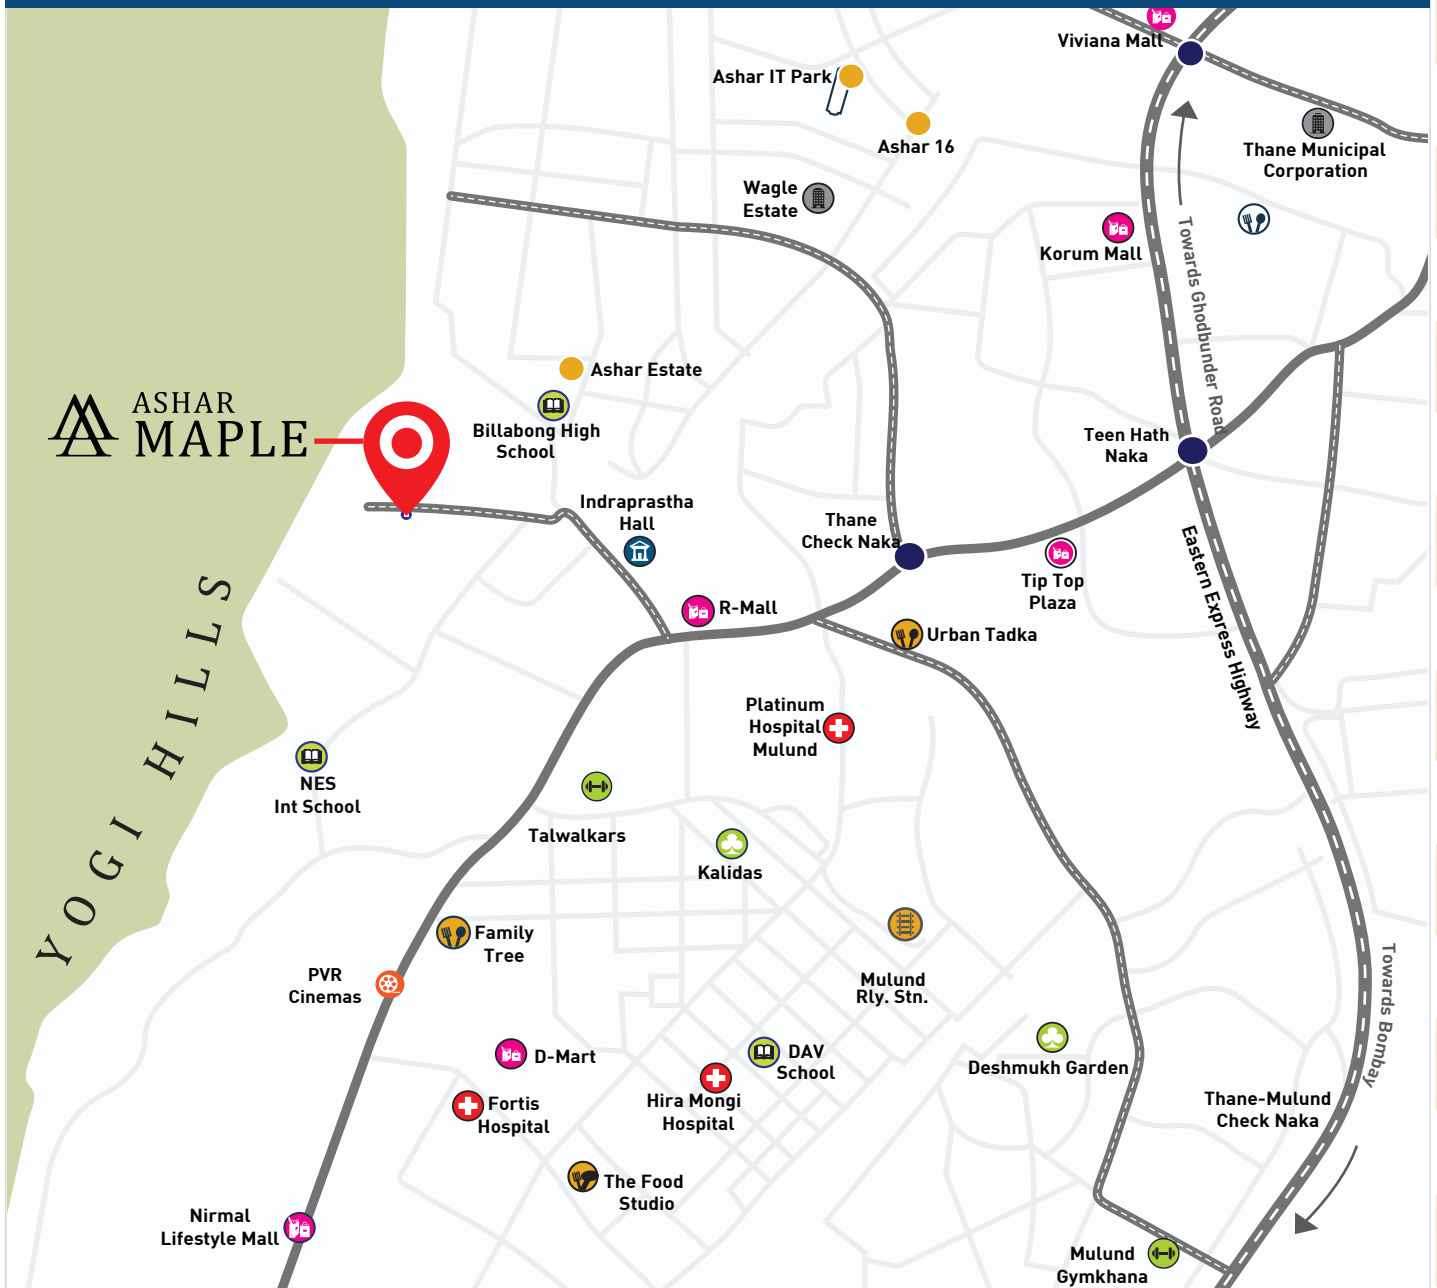 Viviana Mall
Ashar IT Park
Ashar 16
Thane Municipal
Corporation
Wagle
Estate
Korum Mall
Towards Ghodbunder Road
Ashar Estate
ASHAR
MAPLE
Billabong High
School
Teen Hath
Naka
Indraprastha
Hall
Thane
Check Naka
Eastern Express Highway
Tip Top
Plaza
R-Mall
Urban Tadka
YOGI HILLS
Platinum
Hospital
Mulund
NES
Int School
Talwalkars
Kalidas
Family
Tree
PVR
Cinemas
Mulund
Rly. Stn.
Towards Bombay
D-Mart
DAV
School
Deshmukh Garden
Fortis
Hospital
Hira Mongi
Hospital
Thane-Mulund
Check Naka
The Food
Studio
Nirmal
Lifestyle Mall
Mulund
Gymkhana